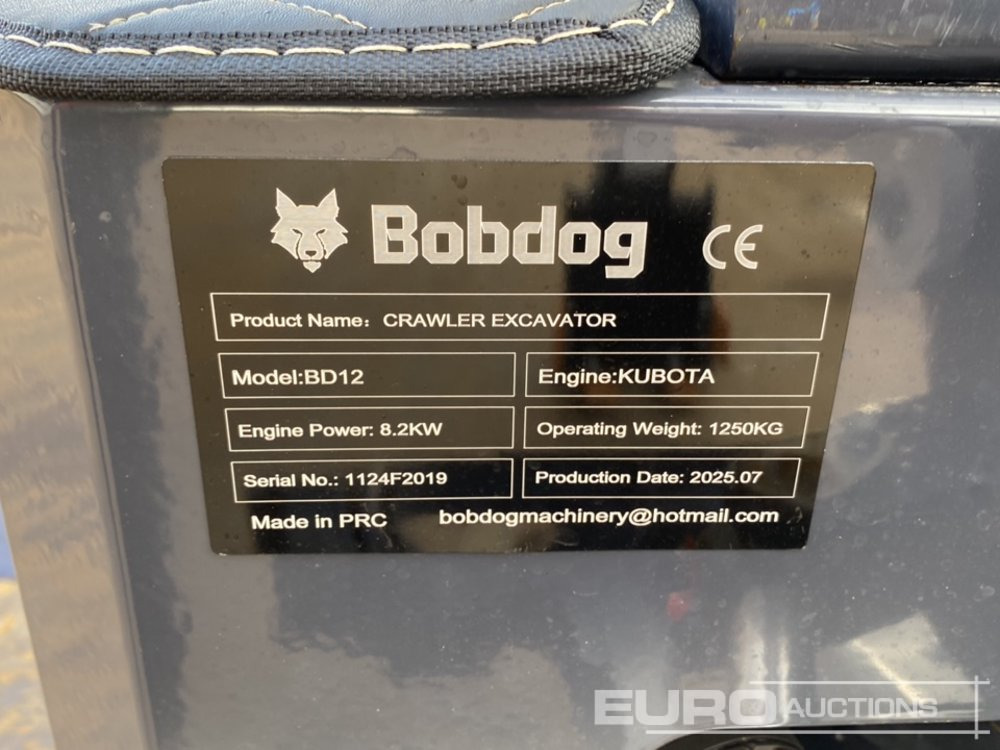 Bobdog CE
Product Name: CRAWLER EXCAVATOR
Model:BD12 Engine:KUBOTA
Engine Power: 8.2KW Operating Weight: 1250KG
Serial No.: 1124F2019 Production Date: 2025.07
Made in PRC bobdogmachinery@hotmail.com
EURO AUCTIONS